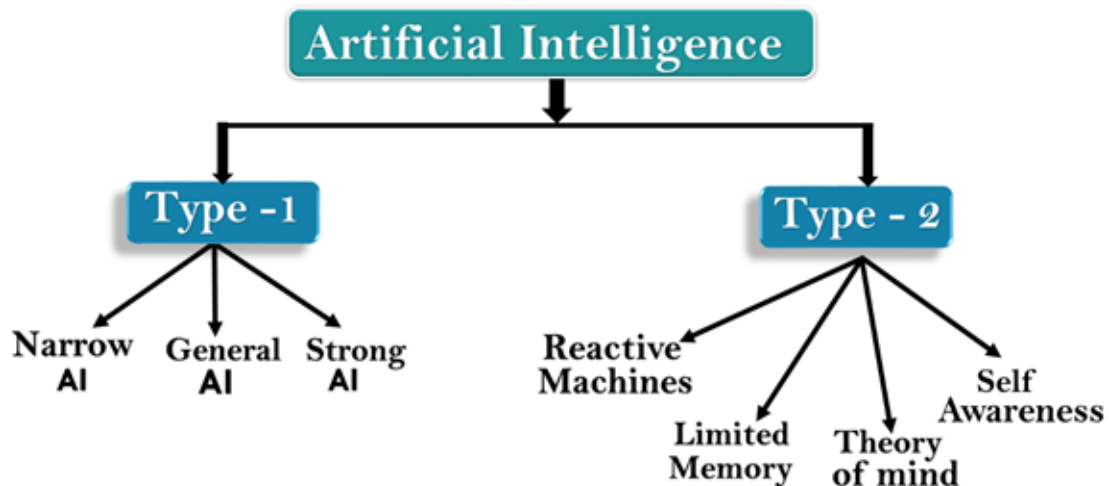 Artificial Intelligence
Type -1
Type - 2
Narrow
AI
General
AI
Strong
AI
Reactive
Machines
Limited
Memory
Theory
of mind
Self
Awareness